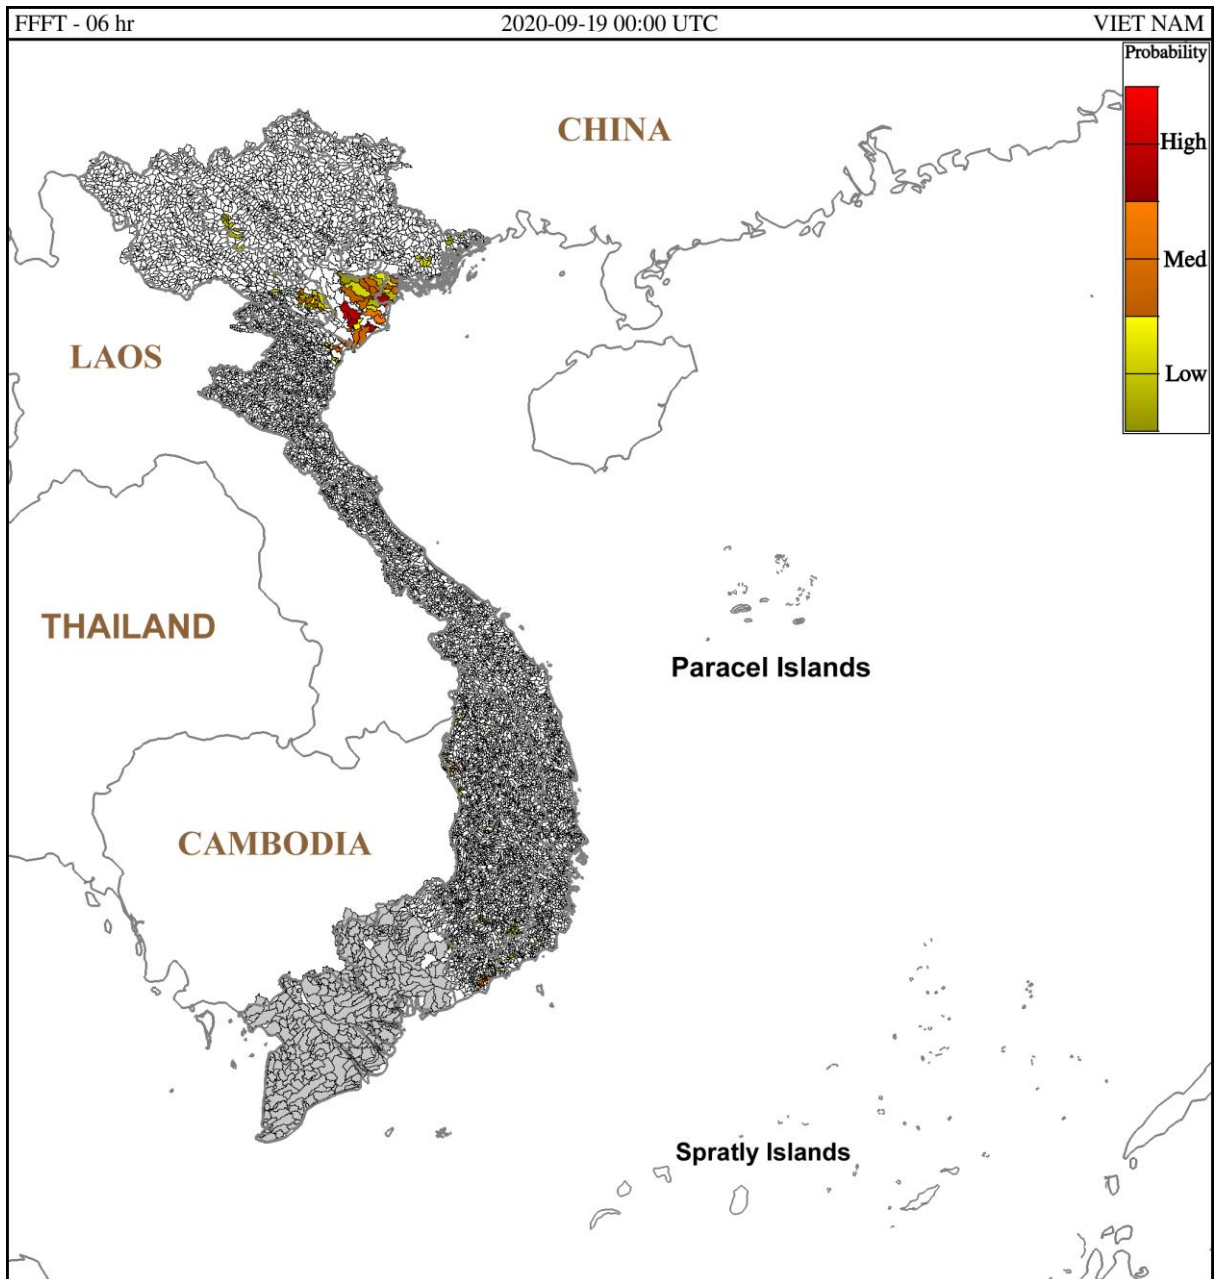 FFFT - 06 hr
2020-09-19 00:00 UTC
VIET NAM
Probability
High
Med
Low
CHINA
LAOS
THAILAND
Paracel Islands
CAMBODIA
Spratly Islands